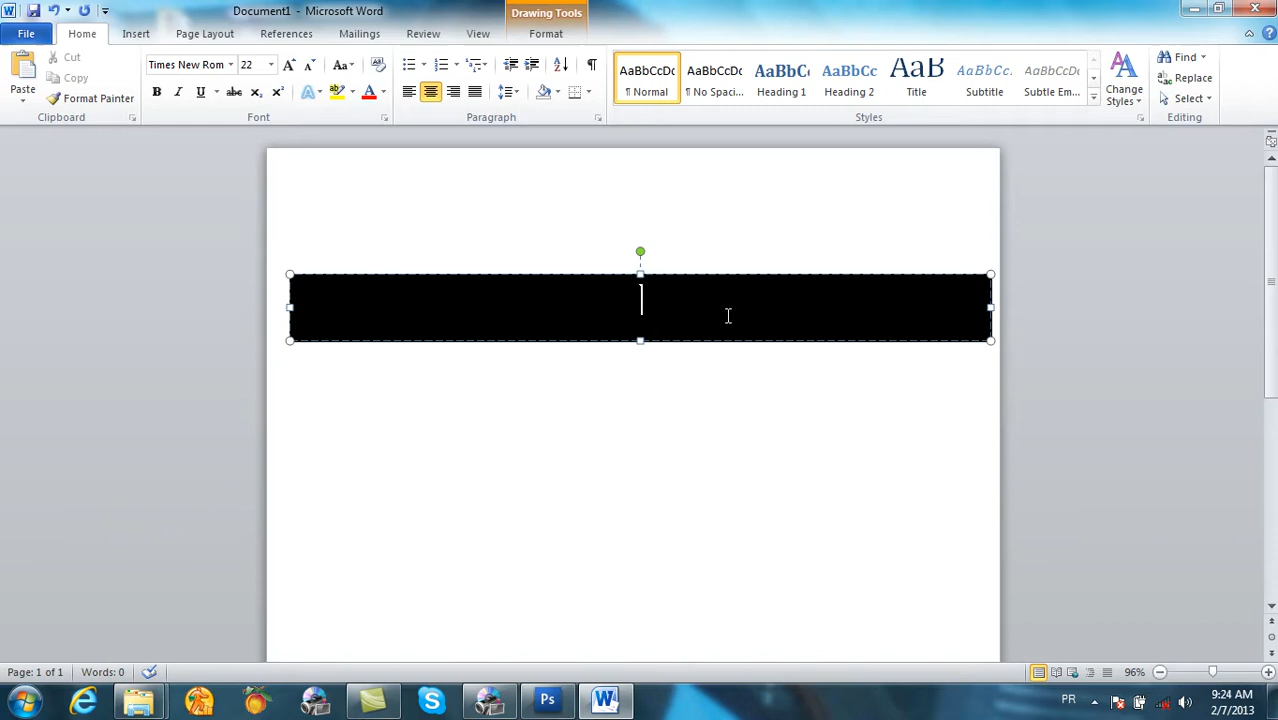 Document1 - Microsoft Word
Drawing Tools
File Home Insert Page Layout References Mailings Review View Format
Paste
Cut
Copy
Format Painter
Clipboard
Times New Rom 22
Font
Paragraph
AaBbCcDc AaBbCcDc AaBbC AaBbCc AaB AaBbCc. AaBbCcDc
¶ Normal ¶ No Spaci... Heading 1 Heading 2 Title Subtitle Subtle Em...
Change
Styles
Styles
Find
Replace
Select
Editing
Page: 1 of 1 Words: 0 96%
PR
9:24 AM
2/7/2013